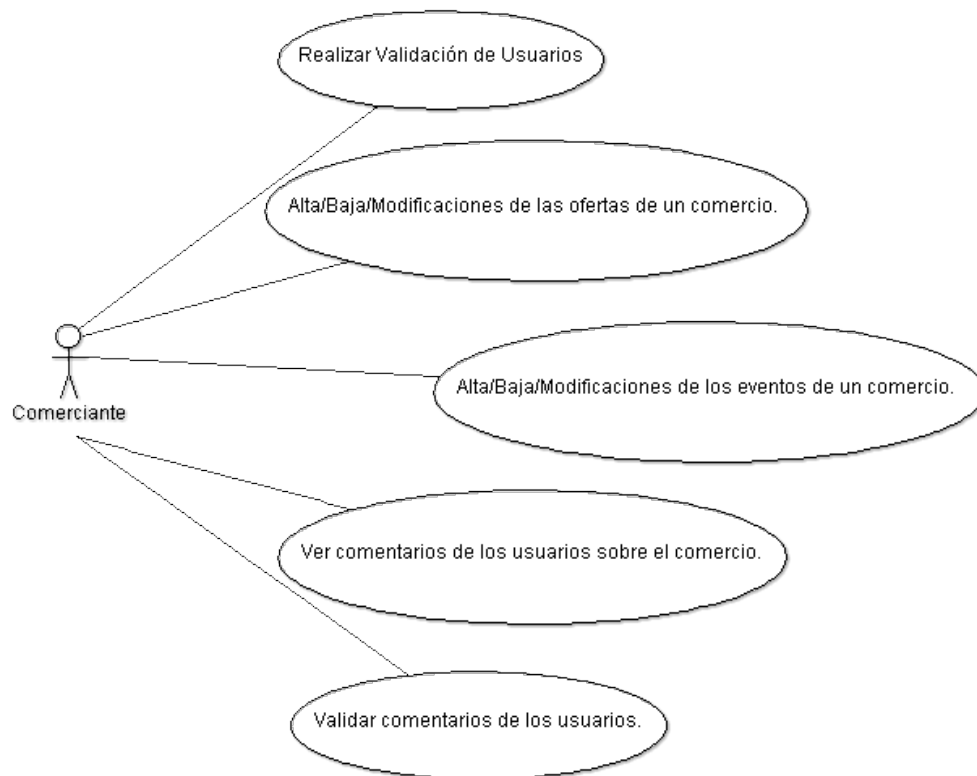 Realizar Validación de Usuarios
Alta/Baja/Modificaciones de las ofertas de un comercio.
Alta/Baja/Modificaciones de los eventos de un comercio.
Comerciante
Ver comentarios de los usuarios sobre el comercio.
Validar comentarios de los usuarios.